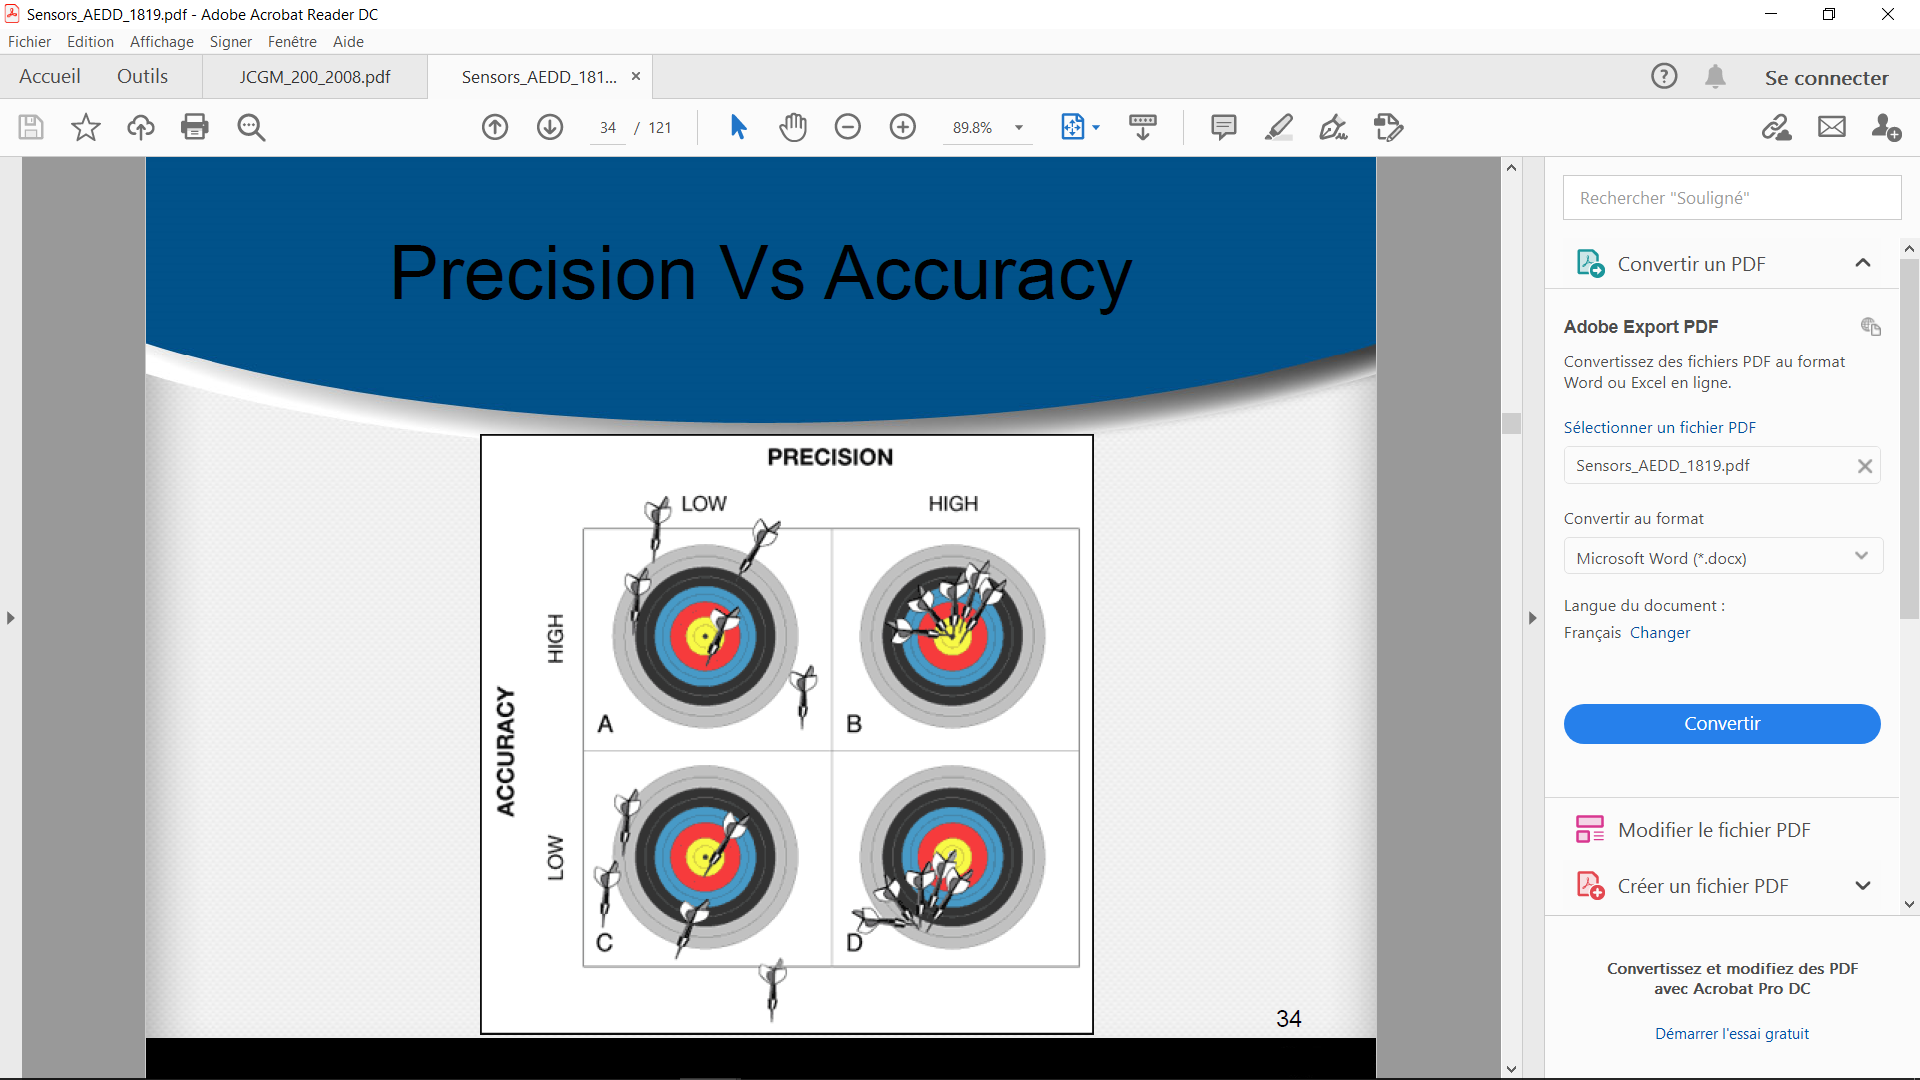 Sensors_AEDD_1819.pdf - Adobe Acrobat Reader DC
Fichier Edition Affichage Signer Fenêtre Aide
Accueil Outils JCGM_200_2008.pdf Sensors_AEDD_181... × Se connecter
34 / 121 89.8%
Precision Vs Accuracy
PRECISION
LOW HIGH
ACCURACY
HIGH
A B
LOW
C D
34
Rechercher "Souligné"
Convertir un PDF
Adobe Export PDF
Convertissez des fichiers PDF au format
Word ou Excel en ligne.
Sélectionner un fichier PDF
Sensors_AEDD_1819.pdf
Convertir au format
Microsoft Word (*.docx)
Langue du document :
Français Changer
Convertir
Modifier le fichier PDF
Créer un fichier PDF
Convertissez et modifiez des PDF
avec Acrobat Pro DC
Démarrer l'essai gratuit